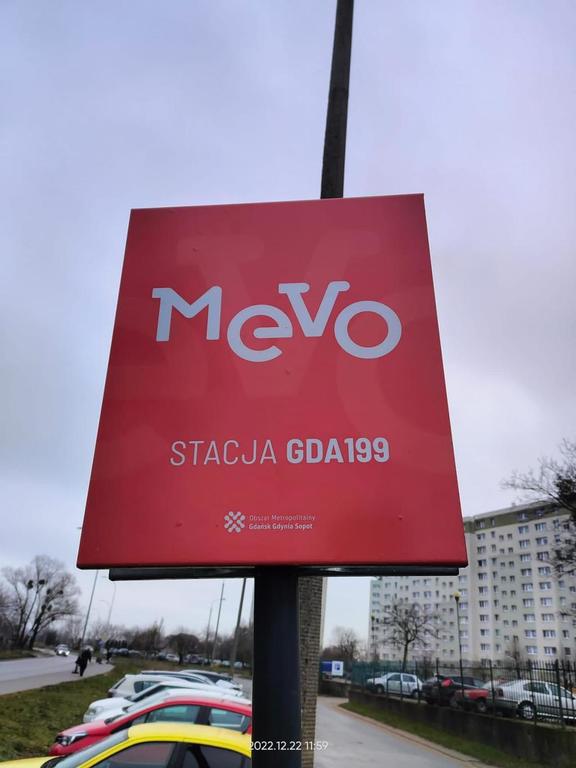 MEVO
STACJA GDA199
Obszar Metropolitalny
Gdańsk Gdynia Sopot
2022.12.22 11:59